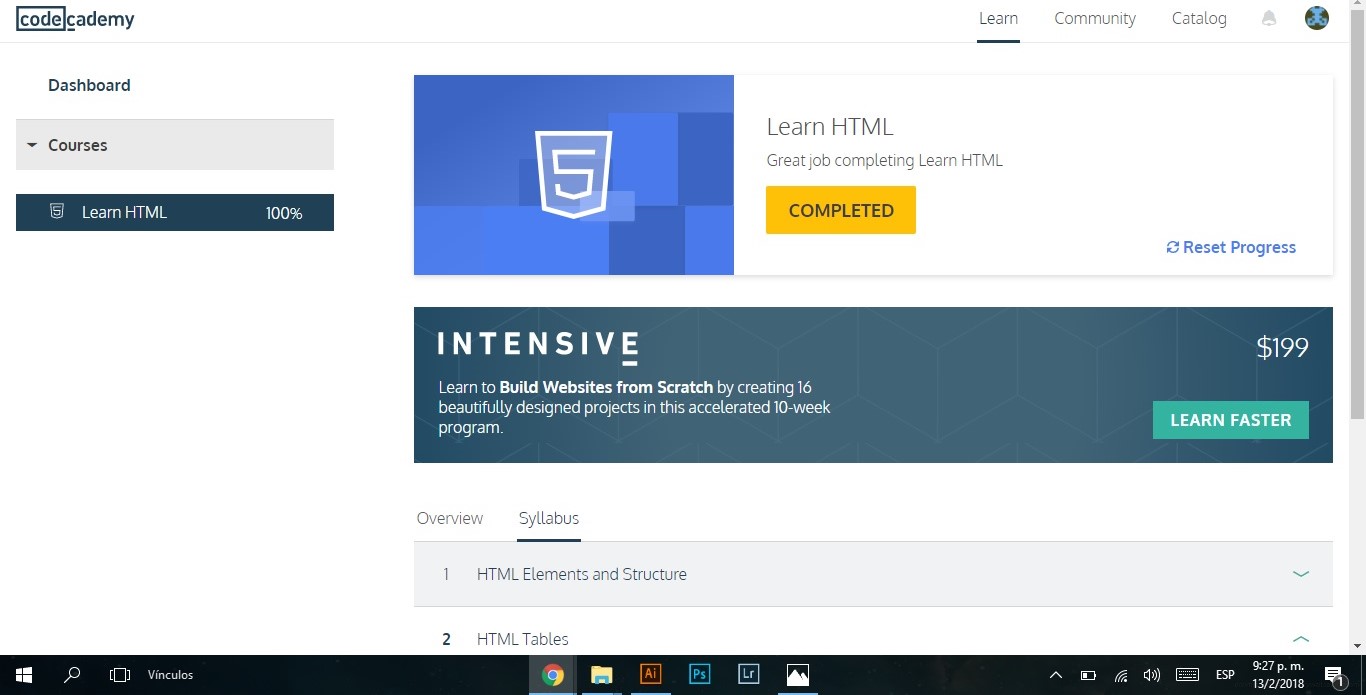 codecademy
Learn
Community
Catalog
Dashboard
Courses
Learn HTML
100%
5
Learn HTML
Great job completing Learn HTML
COMPLETED
Reset Progress
INTENSIVE
$199
Learn to Build Websites from Scratch by creating 16
beautifully designed projects in this accelerated 10-week
program.
LEARN FASTER
Overview
Syllabus
1 HTML Elements and Structure
2 HTML Tables
Vínculos
Ai
Ps
Lr
ESP
9:27 p. m.
13/2/2018
1